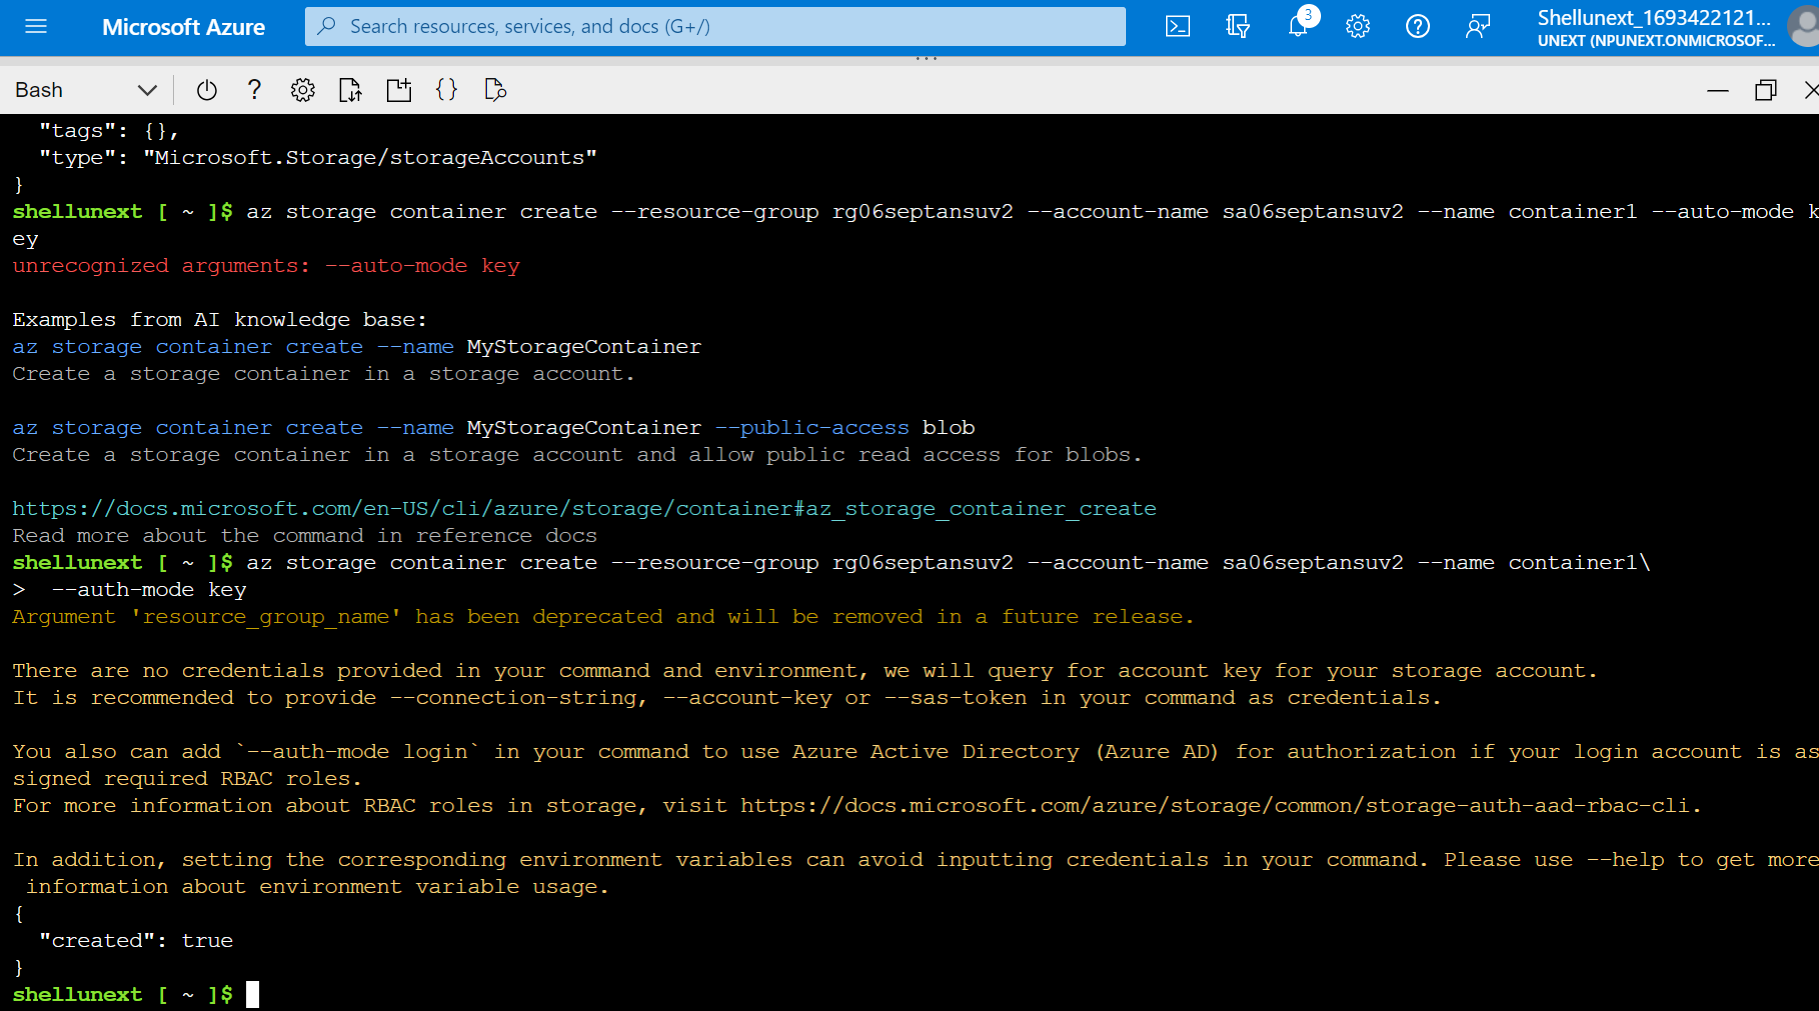 Microsoft Azure
Search resources, services, and docs (G+/)
3
Shellunext_1693422121...
UNEXT (NPUNEXT.ONMICROSOF...
Bash
"tags": {},
"type": "Microsoft.Storage/storageAccounts"
}
shellunext [ ~ ]$ az storage container create --resource-group rg06septansuv2 --account-name sa06septansuv2 --name container1 --auto-mode k
ey
unrecognized arguments: --auto-mode key
Examples from AI knowledge base:
az storage container create --name MyStorageContainer
Create a storage container in a storage account.
az storage container create --name MyStorageContainer --public-access blob
Create a storage container in a storage account and allow public read access for blobs.
https://docs.microsoft.com/en-US/cli/azure/storage/container#az_storage_container_create
Read more about the command in reference docs
shellunext [ ~ ]$ az storage container create --resource-group rg06septansuv2 --account-name sa06septansuv2 --name container1\
> --auth-mode key
Argument 'resource_group_name' has been deprecated and will be removed in a future release.
There are no credentials provided in your command and environment, we will query for account key for your storage account.
It is recommended to provide --connection-string, --account-key or --sas-token in your command as credentials.
You also can add `--auth-mode login` in your command to use Azure Active Directory (Azure AD) for authorization if your login account is as
signed required RBAC roles.
For more information about RBAC roles in storage, visit https://docs.microsoft.com/azure/storage/common/storage-auth-aad-rbac-cli.
In addition, setting the corresponding environment variables can avoid inputting credentials in your command. Please use --help to get more
information about environment variable usage.
{
"created": true
}
shellunext [ ~ ]$